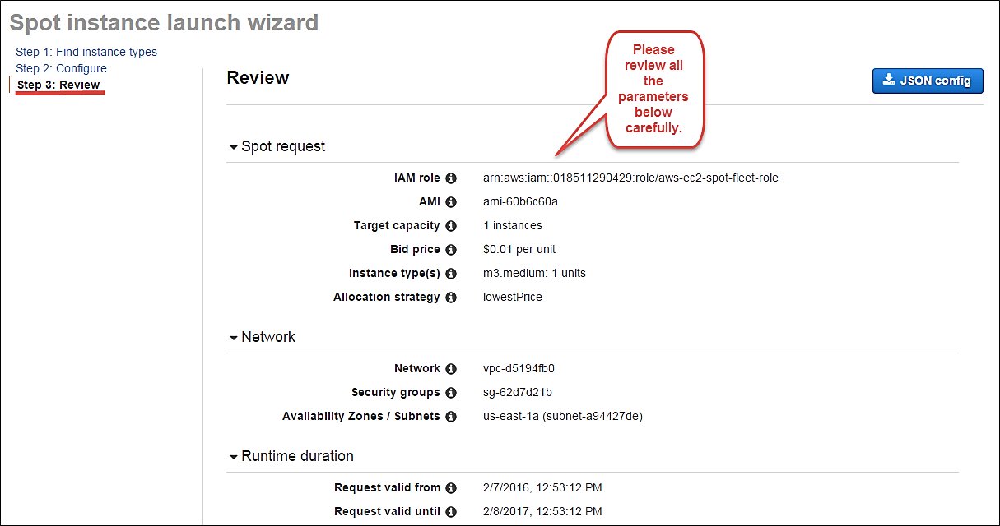 Spot instance launch wizard
Step 1: Find instance types
Step 2: Configure
Step 3: Review
Review
Please
review all
the
parameters
below
carefully.
JSON config
Spot request
IAM role arn:aws:iam::018511290429:role/aws-ec2-spot-fleet-role
AMI ami-60b6c60a
Target capacity 1 instances
Bid price $0.01 per unit
Instance type(s) m3.medium: 1 units
Allocation strategy lowestPrice
Network
Network vpc-d5194fb0
Security groups sg-62d7d21b
Availability Zones / Subnets us-east-1a (subnet-a94427de)
Runtime duration
Request valid from 2/7/2016, 12:53:12 PM
Request valid until 2/8/2017, 12:53:12 PM